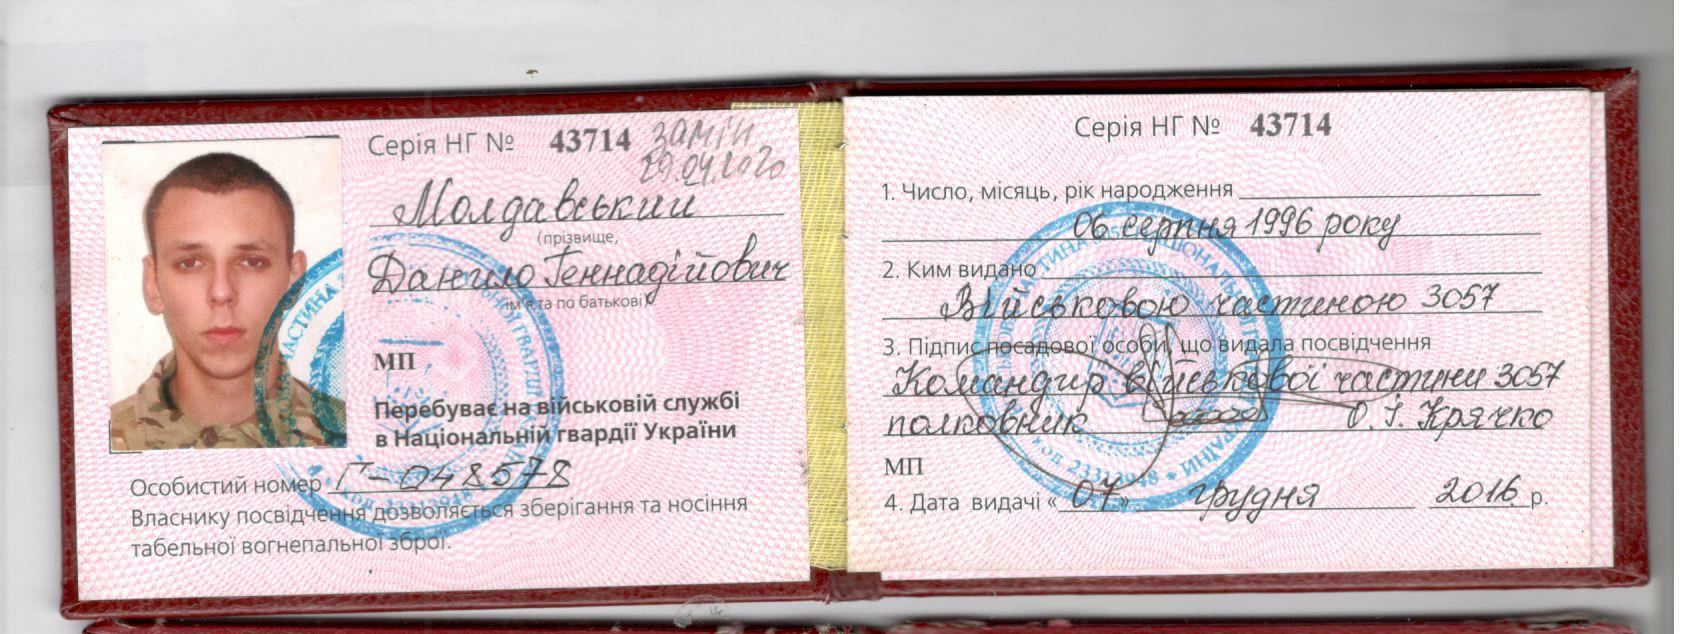 Серія НГ № 43714
замін
29.04.2020
Молдавський
(прізвище,
Данило Геннадійович
ім'я та по батькові)
МП
Перебуває на військовій службі
в Національній гвардії України
Особистий номер Г-048578
Власнику посвідчення дозволяється зберігання та носіння
табельної вогнепальної зброї.
Серія НГ № 43714
1. Число, місяць, рік народження
06 серпня 1996 року
2. Ким видано
Військовою частиною 3057
3. Підпис посадової особи, що видала посвідчення
Командир військової частини 3057
полковник О. І. Крячко
МП
4. Дата видачі « 07 » грудня 2016 р.